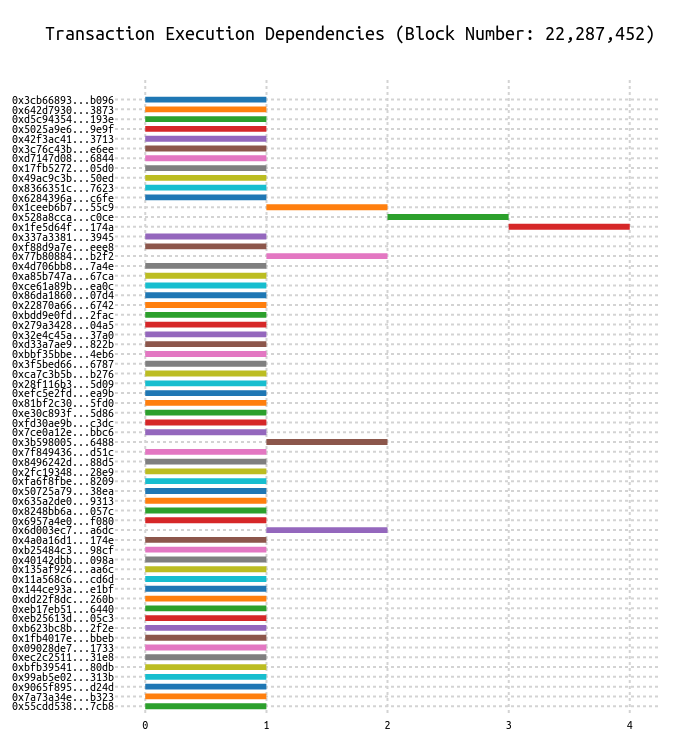 Transaction Execution Dependencies (Block Number: 22,287,452)
0x3cb66893...b096
0x642d7930...3873
0xd5c94354...193e
0x5025a9e6...9e9f
0x42f3ac41...3713
0x3c76c43b...e6ee
0xd7147d08...6844
0x17fb5272...05d0
0x49ac9c3b...50ed
0x8366351c...7623
0x6284396a...c6fe
0x1ceeb6b7...55c9
0x528a8cca...c0ce
0x1fe5d64f...174a
0x337a3381...3945
0xf88d9a7e...eee8
0x77b80884...b2f2
0x4d706bb8...7a4e
0xa85b747a...67ca
0xce61a89b...ea0c
0x86da1860...07d4
0x22870a66...6742
0xbdd9e0fd...2fac
0x279a3428...04a5
0x32e4c45a...37a0
0xd33a7ae9...822b
0xbbf35bbe...4eb6
0x3f5bed66...6787
0xca7c3b5b...b276
0x28f116b3...5d09
0xefc5e2fd...ea9b
0x81bf2c30...5fd0
0xe30c893f...5d86
0xfd30ae9b...c3dc
0x7ce0a12e...bbc6
0x3b598005...6488
0x7f849436...d51c
0x8496242d...88d5
0x2fc19348...28e9
0xfa6f8fbe...8209
0x50725a79...38ea
0x635a2de0...9313
0x8248bb6a...057c
0x6957a4e0...f080
0x6d003ec7...a6dc
0x4a0a16d1...174e
0xb25484c3...98cf
0x40142dbb...098a
0x135af924...aa6c
0x11a568c6...cd6d
0x144ce93a...e1bf
0xdd22f8dc...260b
0xeb17eb51...6440
0xeb25613d...05c3
0xb623bc8b...2f2e
0x1fb4017e...bbeb
0x09028de7...1733
0xec2c2511...31e8
0xbfb39541...80db
0x99ab5e02...313b
0x9065f895...d24d
0x7a73a34e...b323
0x55cdd538...7cb8
0 1 2 3 4